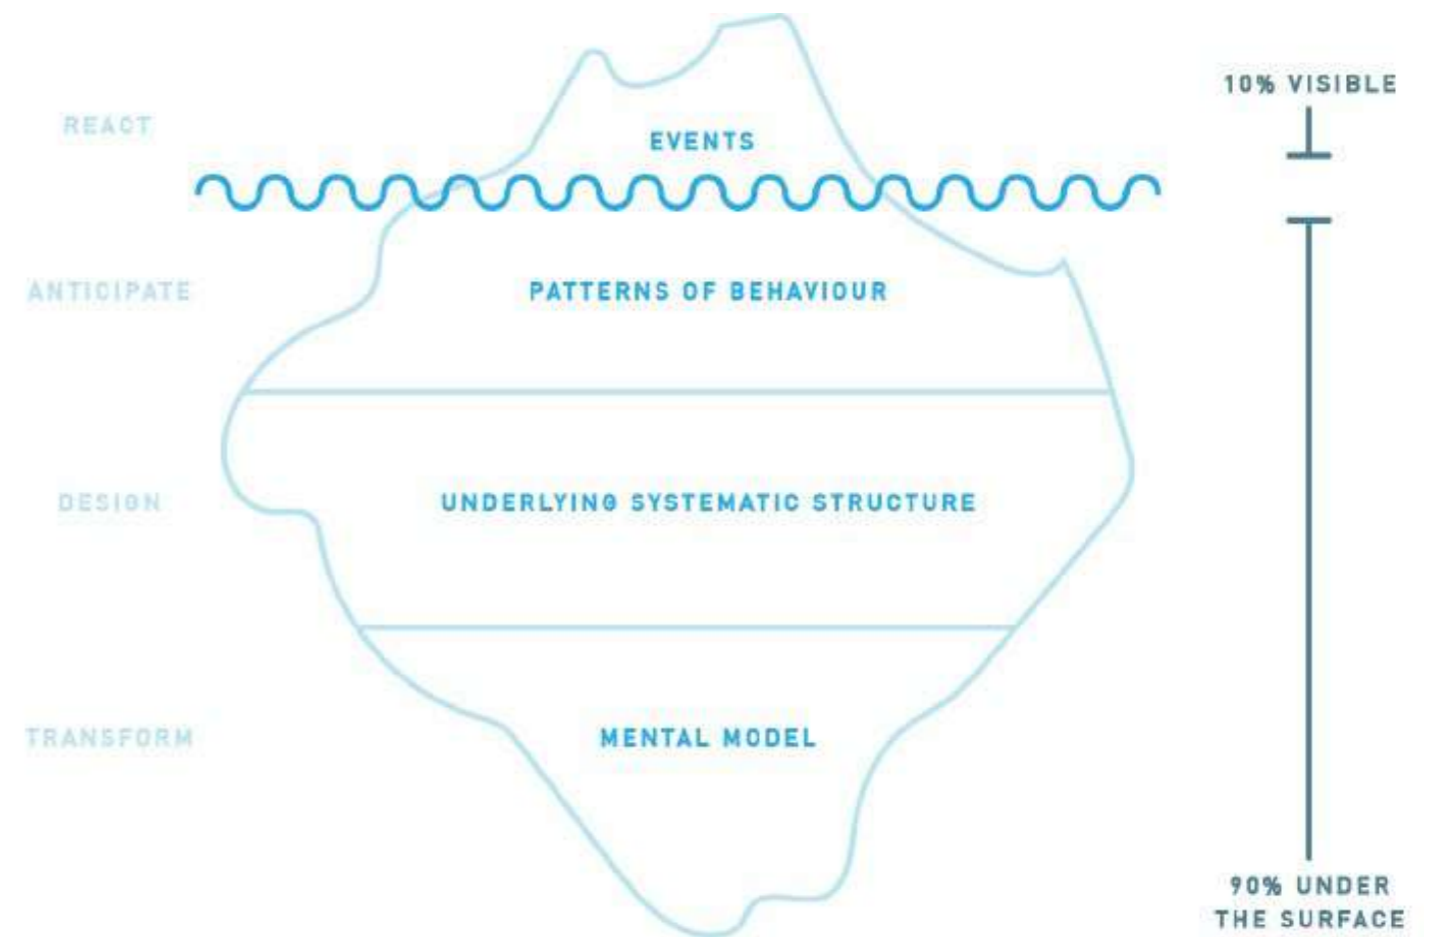 10% VISIBLE
REACT
EVENTS
ANTICIPATE
PATTERNS OF BEHAVIOUR
DESIGN
UNDERLYING SYSTEMATIC STRUCTURE
TRANSFORM
MENTAL MODEL
90% UNDER
THE SURFACE